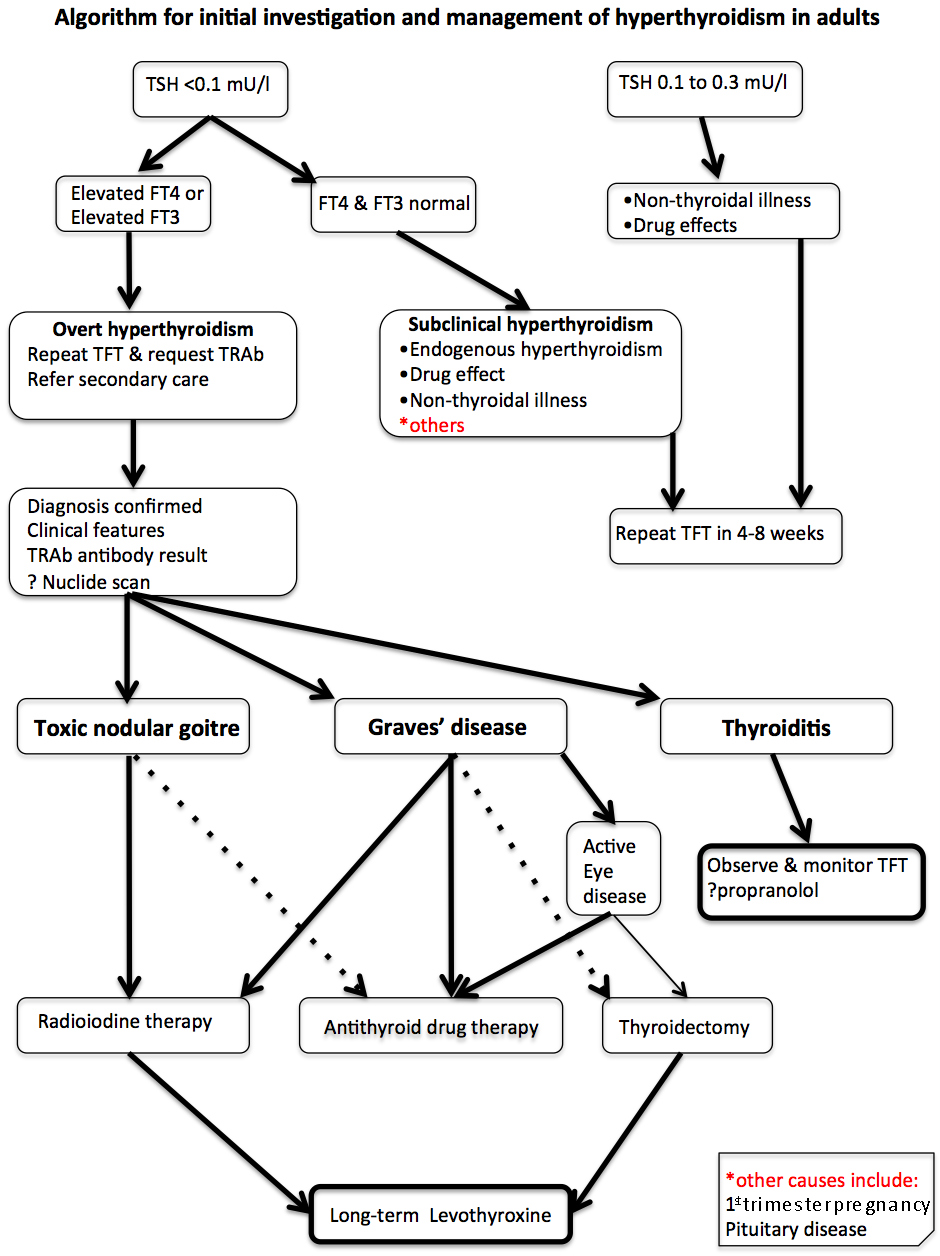 Algorithm for initial investigation and management of hyperthyroidism in adults
TSH <0.1 mU/l
TSH 0.1 to 0.3 mU/l
Elevated FT4 or
Elevated FT3
FT4 & FT3 normal
•Non-thyroidal illness
•Drug effects
Overt hyperthyroidism
Repeat TFT & request TRAb
Refer secondary care
Subclinical hyperthyroidism
•Endogenous hyperthyroidism
•Drug effect
•Non-thyroidal illness
*others
Diagnosis confirmed
Clinical features
TRAb antibody result
? Nuclide scan
Repeat TFT in 4-8 weeks
Toxic nodular goitre
Graves’ disease
Thyroiditis
Active
Eye
disease
Observe & monitor TFT
?propranolol
Radioiodine therapy
Antithyroid drug therapy
Thyroidectomy
Long-term Levothyroxine
*other causes include:
1st trimester pregnancy
Pituitary disease